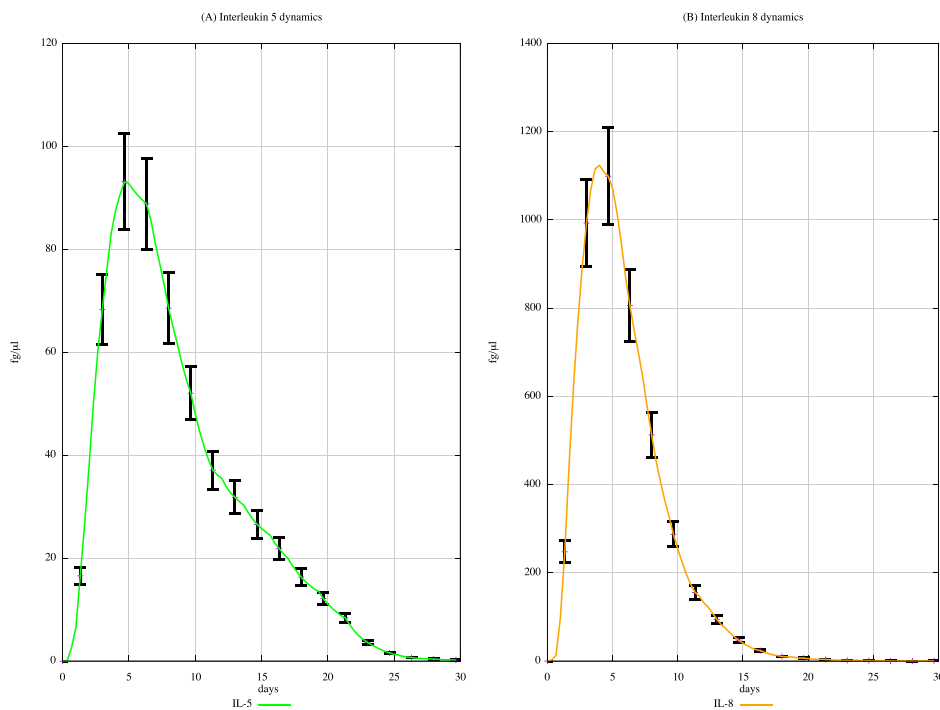 (A) Interleukin 5 dynamics
120
100
80
60
40
20
0
fg/μl
0 5 10 15 20 25 30
days
IL-5
(B) Interleukin 8 dynamics
1400
1200
1000
800
600
400
200
0
fg/μl
0 5 10 15 20 25 30
days
IL-8